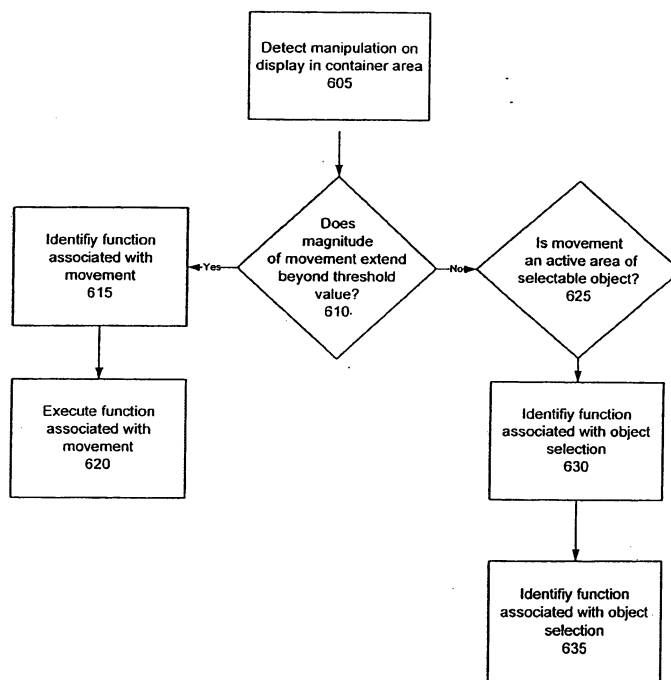 Detect manipulation on
display in container area
605
Does
magnitude
of movement extend
beyond threshold
value?
610
Yes
No
Identifiy function
associated with
movement
615
Execute function
associated with
movement
620
Is movement
an active area of
selectable object?
625
Identifiy function
associated with object
selection
630
Identifiy function
associated with object
selection
635